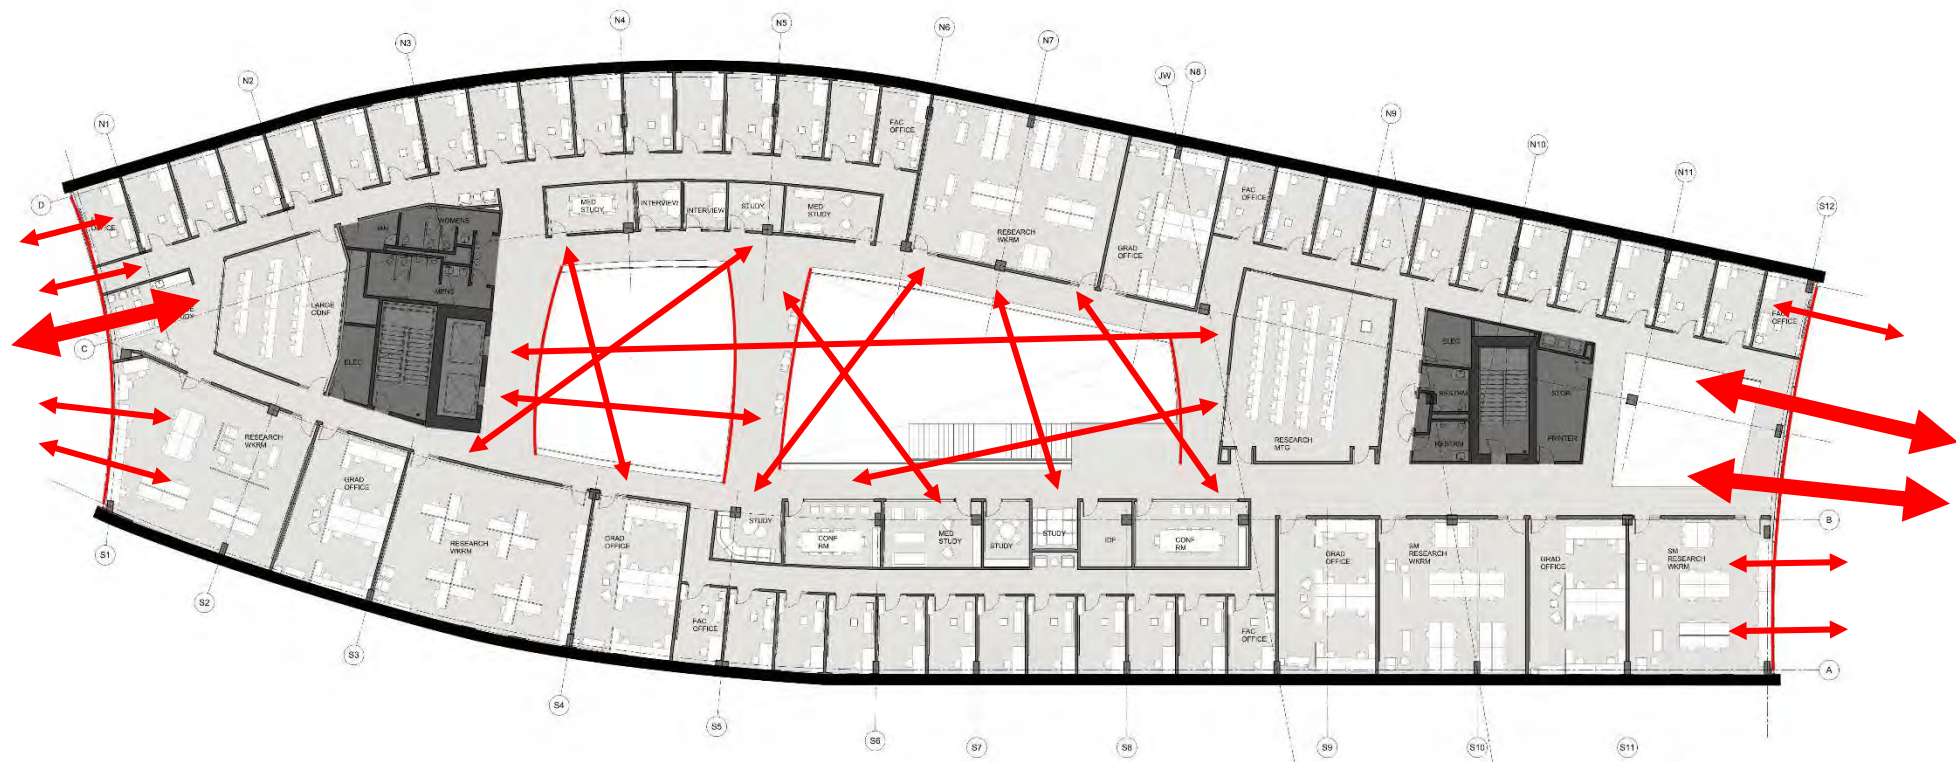 N4
N5
N6
N7
N3
JW
N8
N2
N9
N1
N10
N11
S12
D
C
FAC
OFFICE
MED
STUDY
INTERVIEW
INTERVIEW
STUDY
MED
STUDY
WOMENS
JAN
MENS
LARGE
CONF
ELEC
RESEARCH
WKRM
GRAD
OFFICE
FAC
OFFICE
FAC
OFFICE
ELEC
RESTRM
RESTRM
STOR
PRINTER
RESEARCH
MTG
RESEARCH
WKRM
GRAD
OFFICE
RESEARCH
WKRM
GRAD
OFFICE
STUDY
CONF
RM
MED
STUDY
STUDY
STUDY
IDF
CONF
RM
GRAD
OFFICE
SM
RESEARCH
WKRM
GRAD
OFFICE
SM
RESEARCH
WKRM
FAC
OFFICE
FAC
OFFICE
B
A
S1
S2
S3
S4
S5
S6
S7
S8
S9
S10
S11